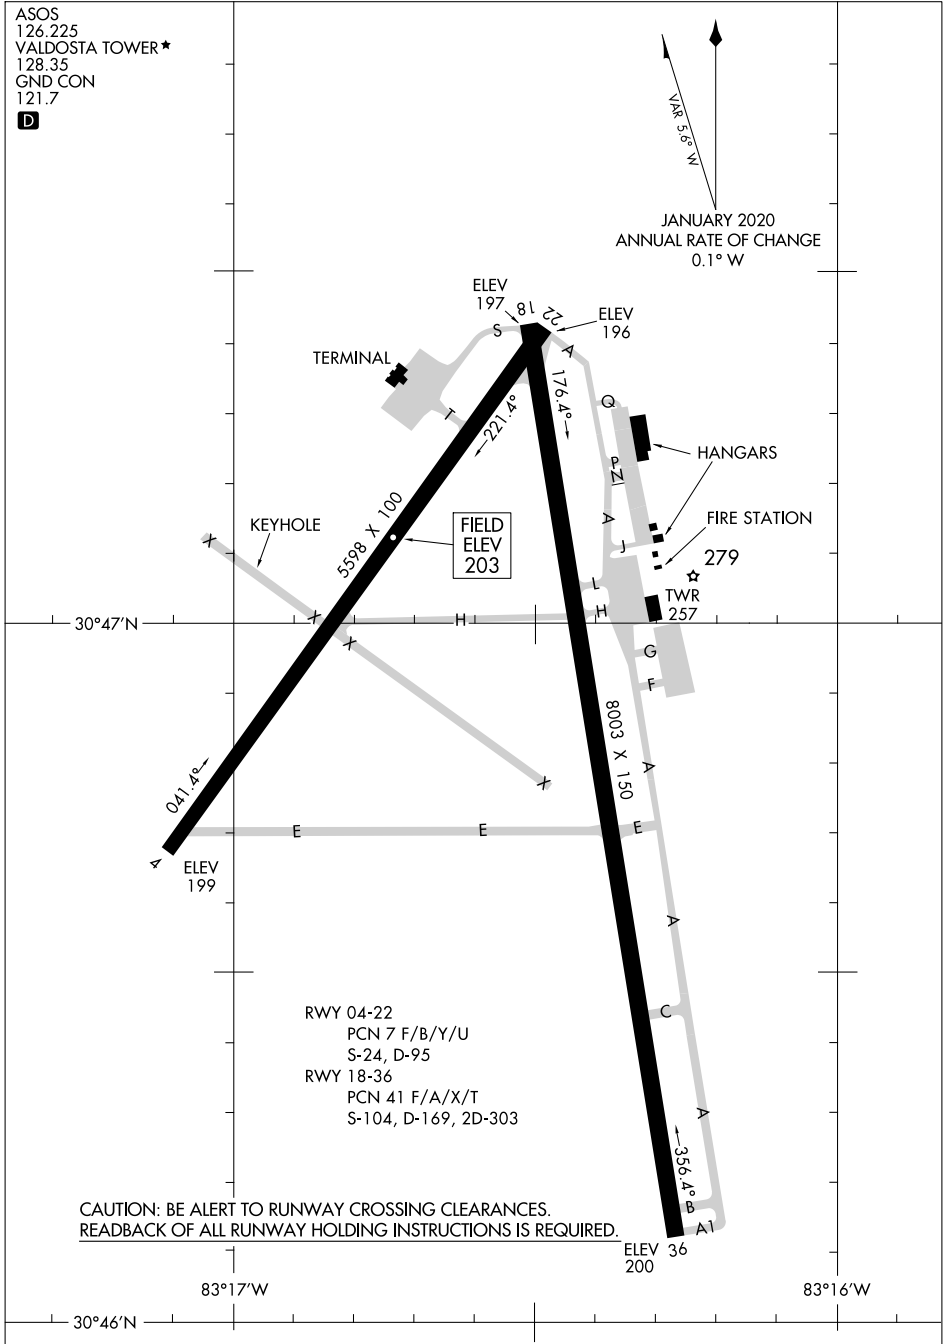 ASOS
126.225
VALDOSTA TOWER★
128.35
GND CON
121.7
D
VAR 5.6° W
JANUARY 2020
ANNUAL RATE OF CHANGE
0.1° W
ELEV
197
18
22
ELEV
196
S
A
TERMINAL
176.4°
Q
T
221.4°
HANGARS
P
N
5598 X 100
KEYHOLE
FIELD
ELEV
203
A
FIRE STATION
J
X
279
L
TWR
257
H
H
X
30°47'N
X
G
F
8003 X 150
A
X
041.4°
E
E
E
4
ELEV
199
A
C
RWY 04-22
PCN 7 F/B/Y/U
S-24, D-95
RWY 18-36
PCN 41 F/A/X/T
S-104, D-169, 2D-303
A
356.4°
B
A1
CAUTION: BE ALERT TO RUNWAY CROSSING CLEARANCES.
READBACK OF ALL RUNWAY HOLDING INSTRUCTIONS IS REQUIRED.
ELEV
200
36
83°17'W
83°16'W
30°46'N